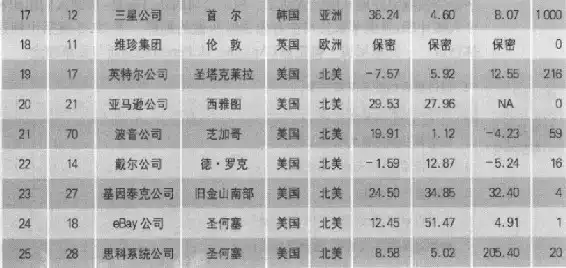 17 12 三星公司 首 尔 韩国 亚洲 36.24 4.60 8.07 1000
18 11 维珍集团 伦 敦 英国 欧洲 保密 保密 保密 0
19 17 英特尔公司 圣塔克莱拉 美国 北美 -7.57 5.92 12.55 216
20 21 亚马逊公司 西雅图 美国 北美 29.53 27.96 NA 0
21 70 波音公司 芝加哥 美国 北美 19.91 1.12 -4.23 59
22 14 戴尔公司 德·罗克 美国 北美 -1.59 12.87 -5.24 16
23 27 基因泰克公司 旧金山南部 美国 北美 24.50 34.85 32.40 4
24 18 eBay公司 圣何塞 美国 北美 12.45 51.47 4.91 1
25 28 思科系统公司 圣何塞 美国 北美 8.58 5.02 205.40 20